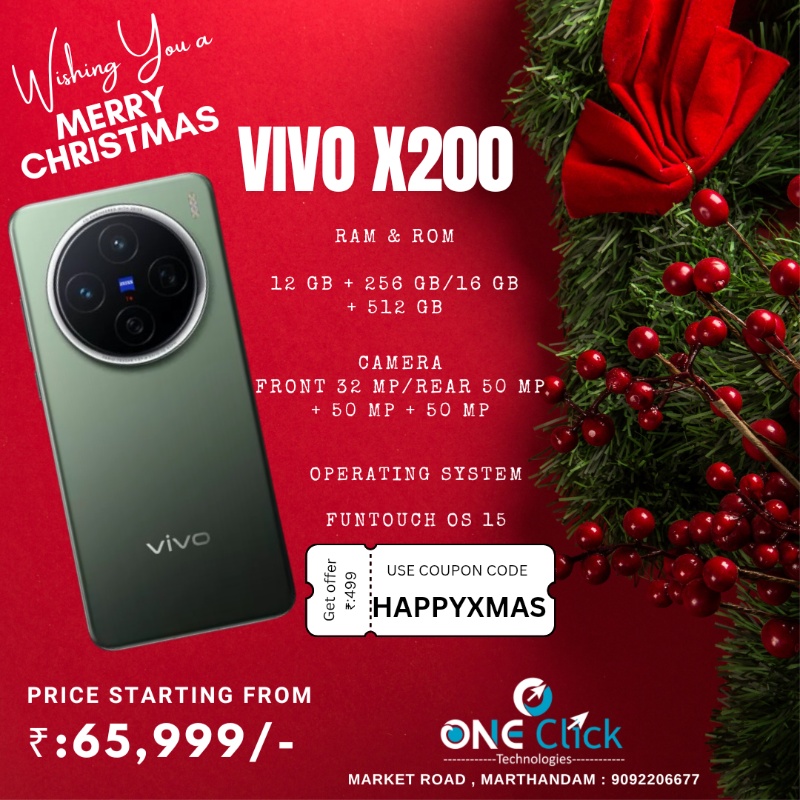 Wishing You a
MERRY
CHRISTMAS
VIVO X200
RAM & ROM
12 GB + 256 GB/16 GB
+ 512 GB
CAMERA
FRONT 32 MP/REAR 50 MP
+ 50 MP + 50 MP
OPERATING SYSTEM
FUNTOUCH OS 15
Get offer
₹:499
USE COUPON CODE
HAPPYXMAS
ZEISS
vivo
PRICE STARTING FROM
₹:65,999/-
ONE Click
------------Technologies------------
MARKET ROAD , MARTHANDAM : 9092206677